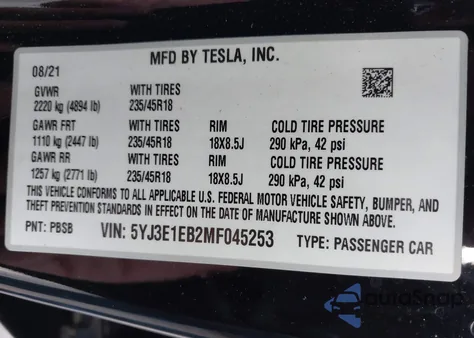 MFD BY TESLA, INC.
08/21
GVWR WITH TIRES
2220 kg (4894 lb) 235/45R18
GAWR FRT WITH TIRES RIM COLD TIRE PRESSURE
1110 kg (2447 lb) 235/45R18 18X8.5J 290 kPa, 42 psi
GAWR RR WITH TIRES RIM COLD TIRE PRESSURE
1257 kg (2771 lb) 235/45R18 18X8.5J 290 kPa, 42 psi
THIS VEHICLE CONFORMS TO ALL APPLICABLE U.S. FEDERAL MOTOR VEHICLE SAFETY, BUMPER, AND
THEFT PREVENTION STANDARDS IN EFFECT ON THE DATE OF MANUFACTURE SHOWN ABOVE.
PNT: PBSB VIN: 5YJ3E1EB2MF045253 TYPE: PASSENGER CAR
autoSnap